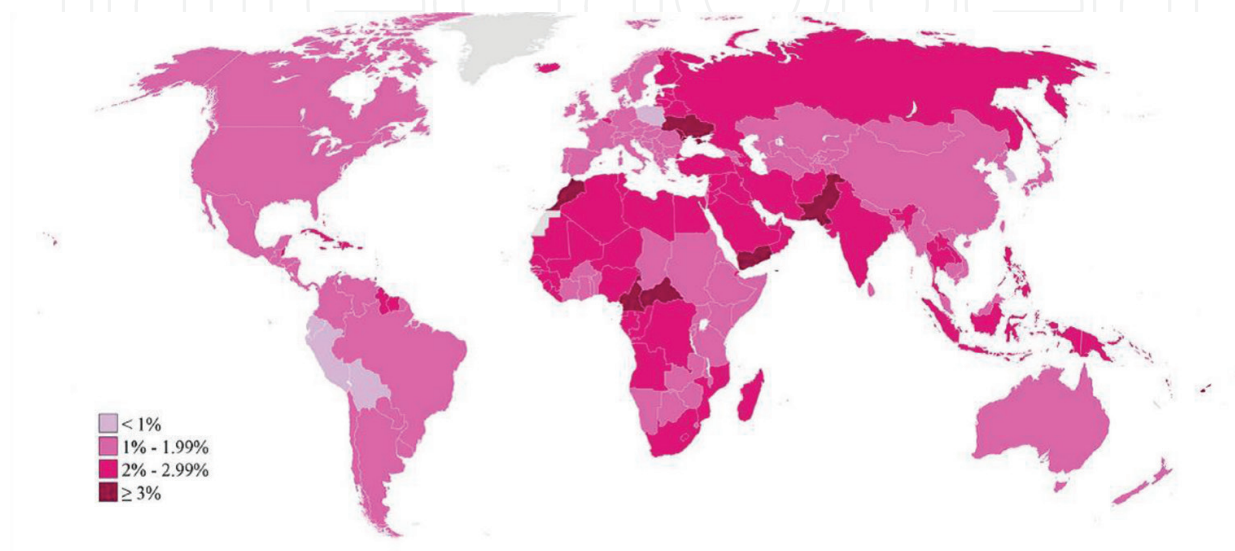 < 1%
1% - 1.99%
2% - 2.99%
≥ 3%